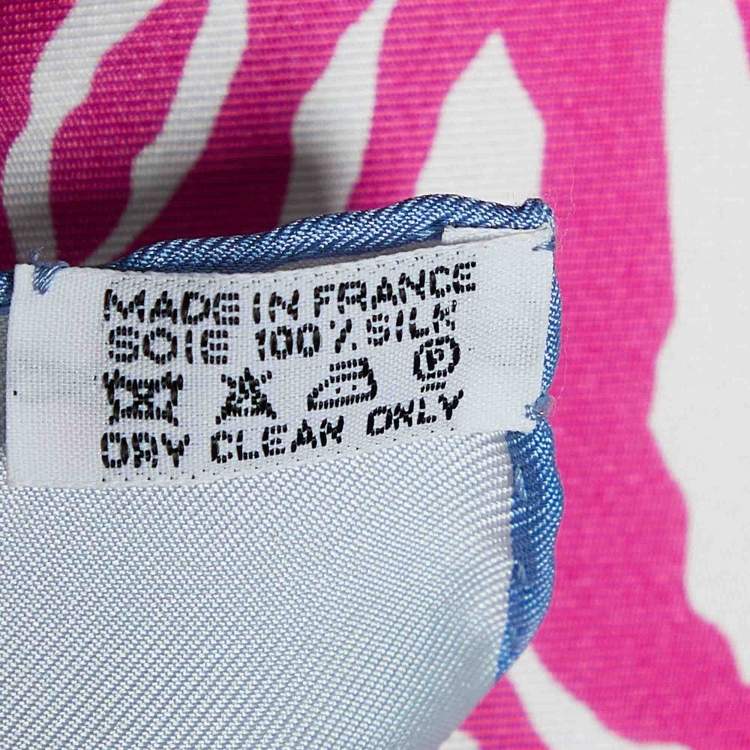 MADE IN FRANCE
SOIE 100% SILK
P
DRY CLEAN ONLY